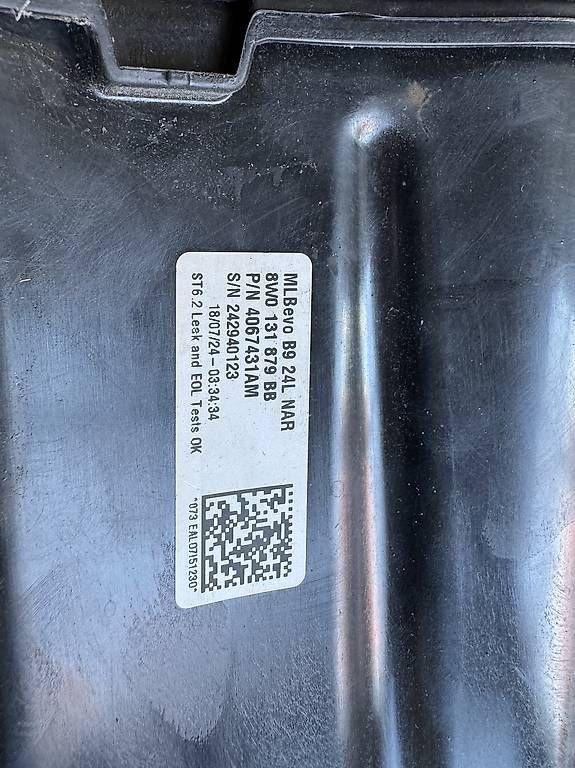 MLBevo B9 24L NAR
8W0 131 879 BB
P/N 4067431AM
S/N 242940123
18/07/24 – 03:34:34
ST6.2 Leak and EOL Tests OK
*073 EALD7151230*